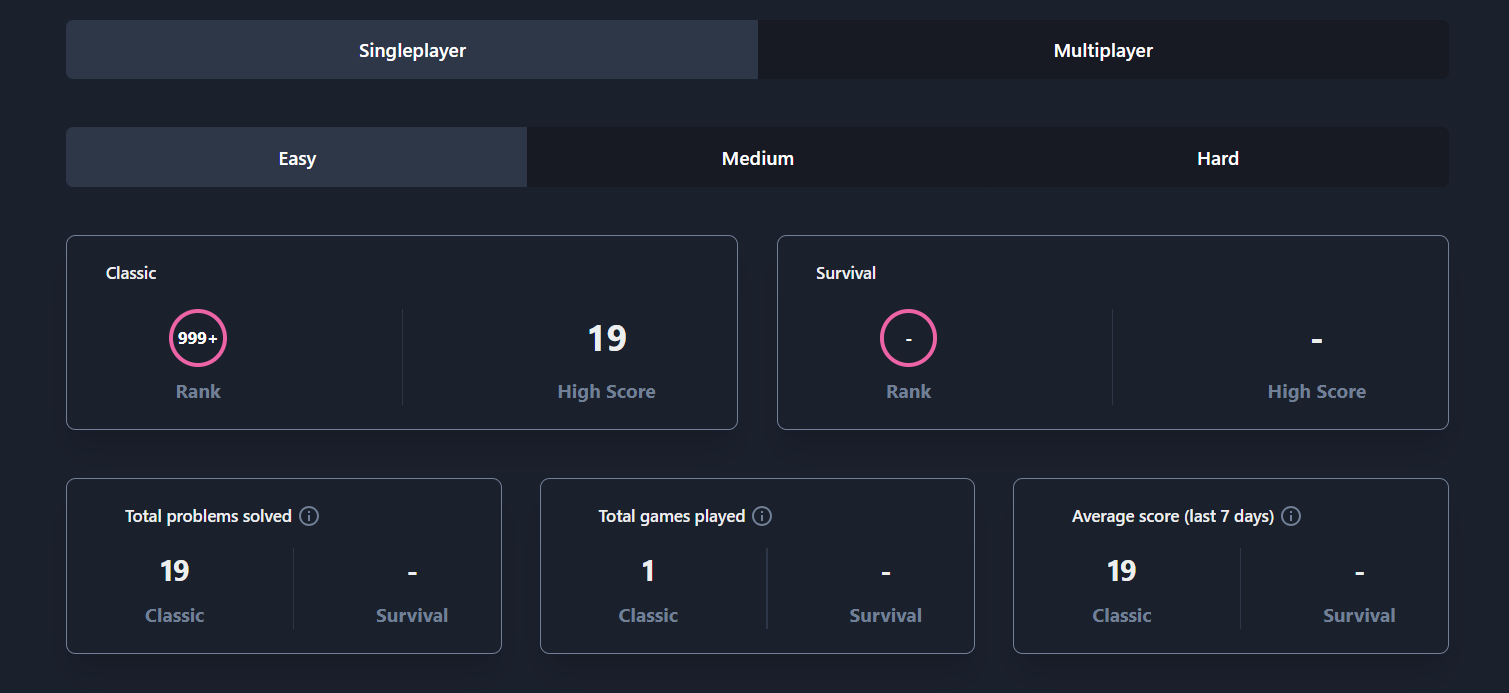 Singleplayer Multiplayer
Easy Medium Hard
Classic
999+ 19
Rank High Score
Survival
- -
Rank High Score
Total problems solved
19 -
Classic Survival
Total games played
1 -
Classic Survival
Average score (last 7 days)
19 -
Classic Survival